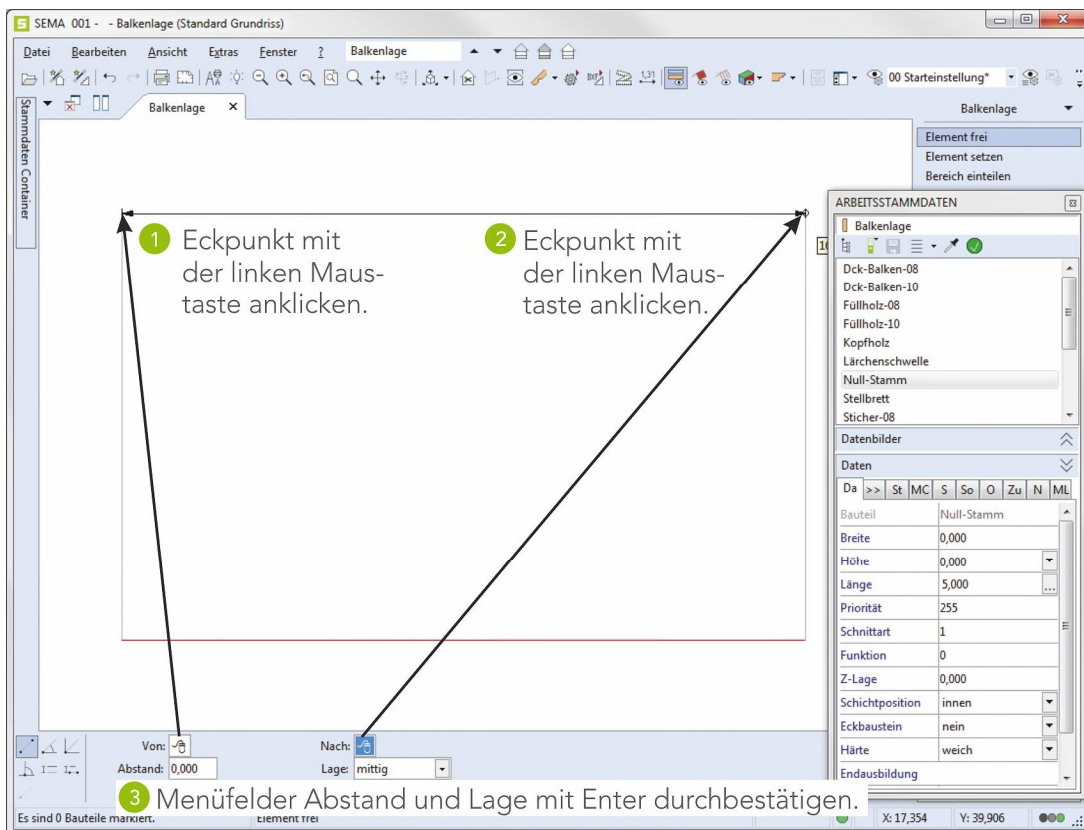 SEMA 001 - - Balkenlage (Standard Grundriss)
Datei Bearbeiten Ansicht Extras Fenster ? Balkenlage
00 Starteinstellung*
Stammdaten Container
Balkenlage x
Balkenlage
Element frei
Element setzen
Bereich einteilen
1 Eckpunkt mit
der linken Maus-
taste anklicken.
2 Eckpunkt mit
der linken Maus-
taste anklicken.
ARBEITSSTAMMDATEN
Balkenlage
Dck-Balken-08
Dck-Balken-10
Füllholz-08
Füllholz-10
Kopfholz
Lärchenschwelle
Null-Stamm
Stellbrett
Sticher-08
Datenbilder
Daten
Da >> St MC S So O Zu N ML
Bauteil Null-Stamm
Breite 0,000
Höhe 0,000
Länge 5,000 ...
Priorität 255
Schnittart 1
Funktion 0
Z-Lage 0,000
Schichtposition innen
Eckbaustein nein
Härte weich
Endausbildung
Von: Nach:
Abstand: 0,000 Lage: mittig
3 Menüfelder Abstand und Lage mit Enter durchbestätigen.
Es sind 0 Bauteile markiert. Element frei X: 17,354 Y: 39,906